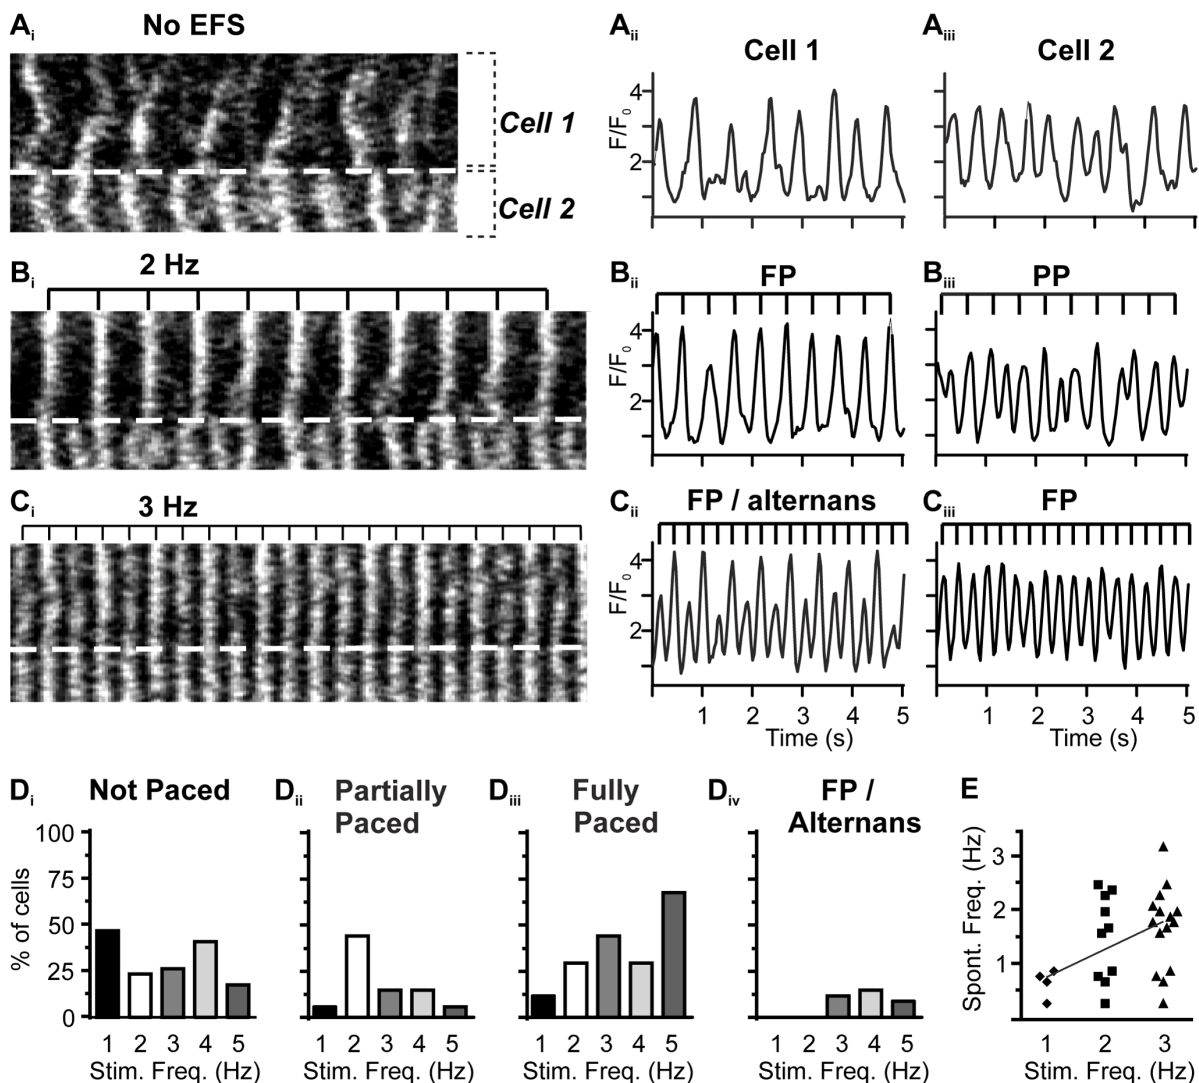 Ai No EFS
Cell 1
Cell 2
Aii Cell 1
F/F0
4
2
Aiii Cell 2
Bi 2 Hz
Bii FP
F/F0
4
2
Biii PP
Ci 3 Hz
Cii FP / alternans
F/F0
4
2
1 2 3 4 5
Time (s)
Ciii FP
1 2 3 4 5
Time (s)
Di Not Paced
% of cells
100
75
50
25
0
1 2 3 4 5
Stim. Freq. (Hz)
Dii Partially
Paced
1 2 3 4 5
Stim. Freq. (Hz)
Diii Fully
Paced
1 2 3 4 5
Stim. Freq. (Hz)
Div FP /
Alternans
1 2 3 4 5
Stim. Freq. (Hz)
E
Spont. Freq. (Hz)
3
2
1
1 2 3
Stim. Freq. (Hz)